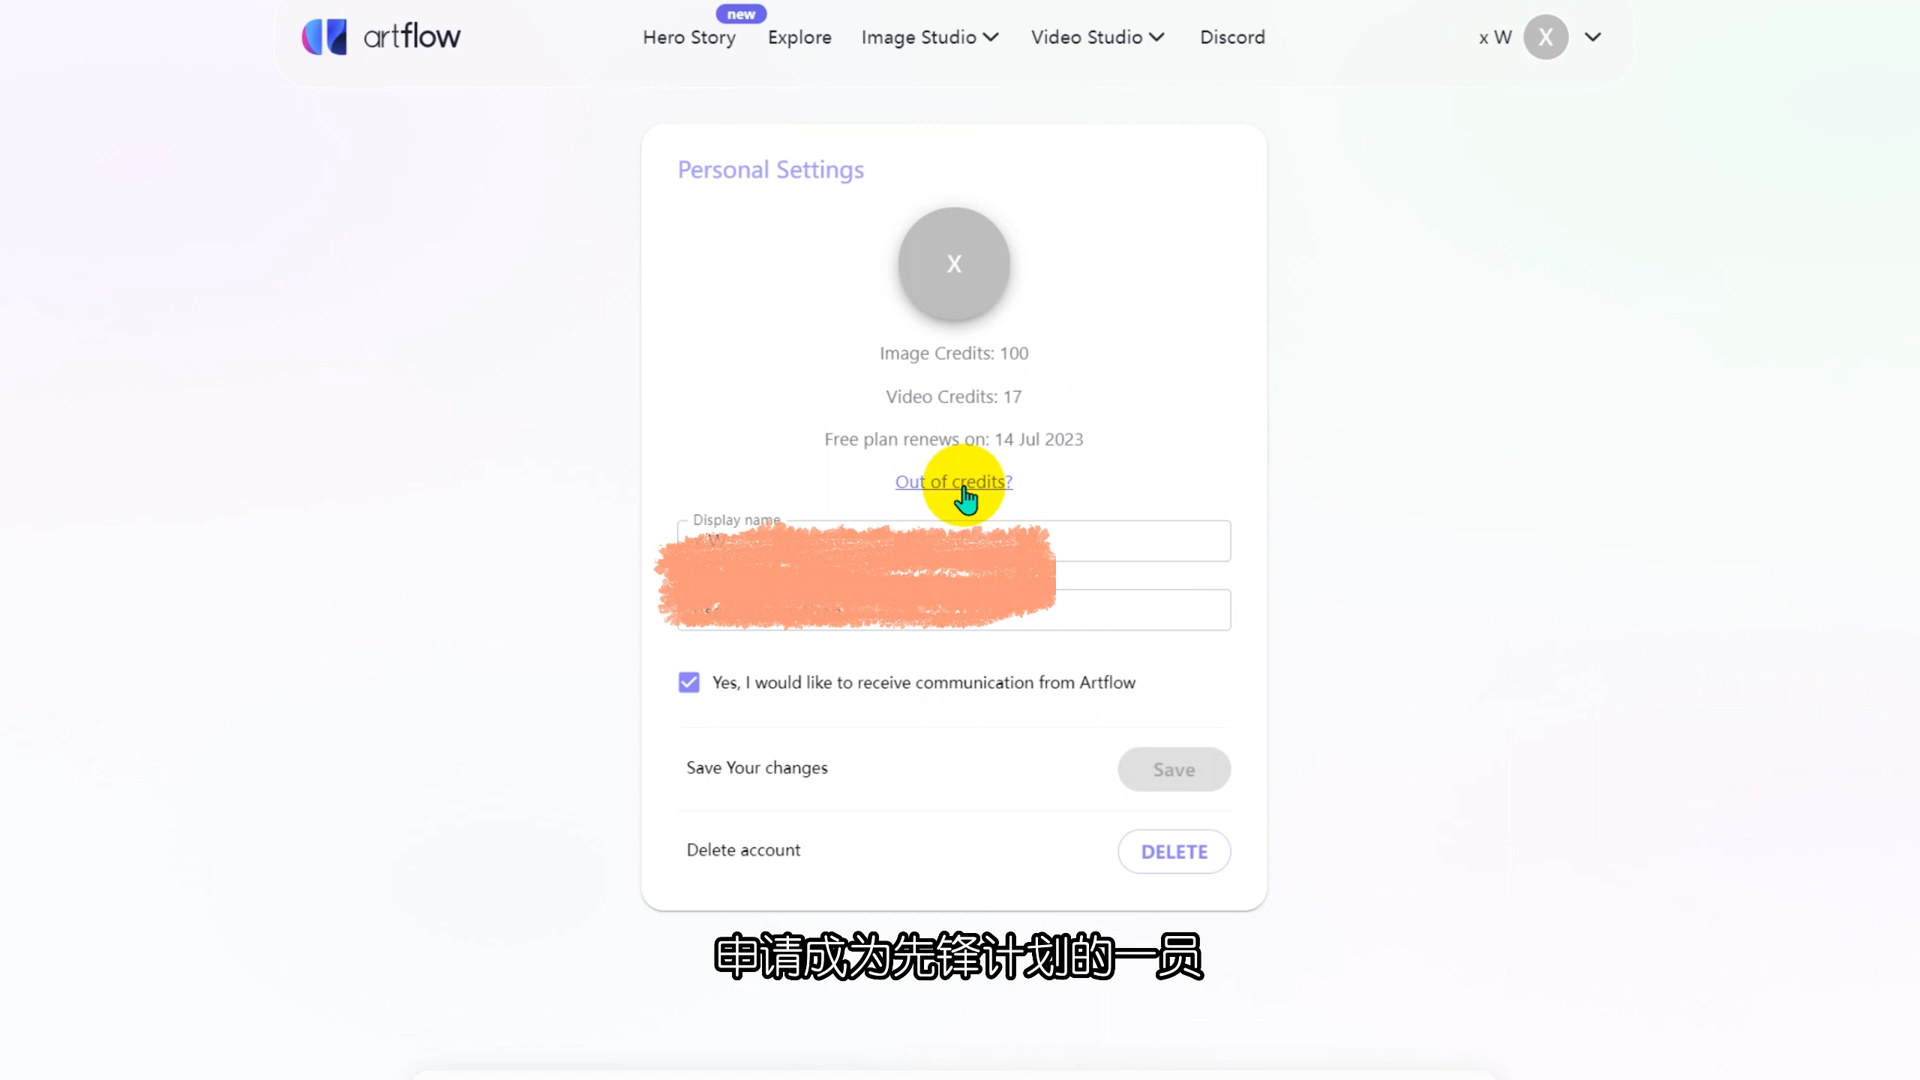 new
artflow
Hero Story
Explore
Image Studio
Video Studio
Discord
x W
X
Personal Settings
X
Image Credits: 100
Video Credits: 17
Free plan renews on: 14 Jul 2023
Out of credits?
Display name
Yes, I would like to receive communication from Artflow
Save Your changes
Save
Delete account
DELETE
申请成为先锋计划的一员